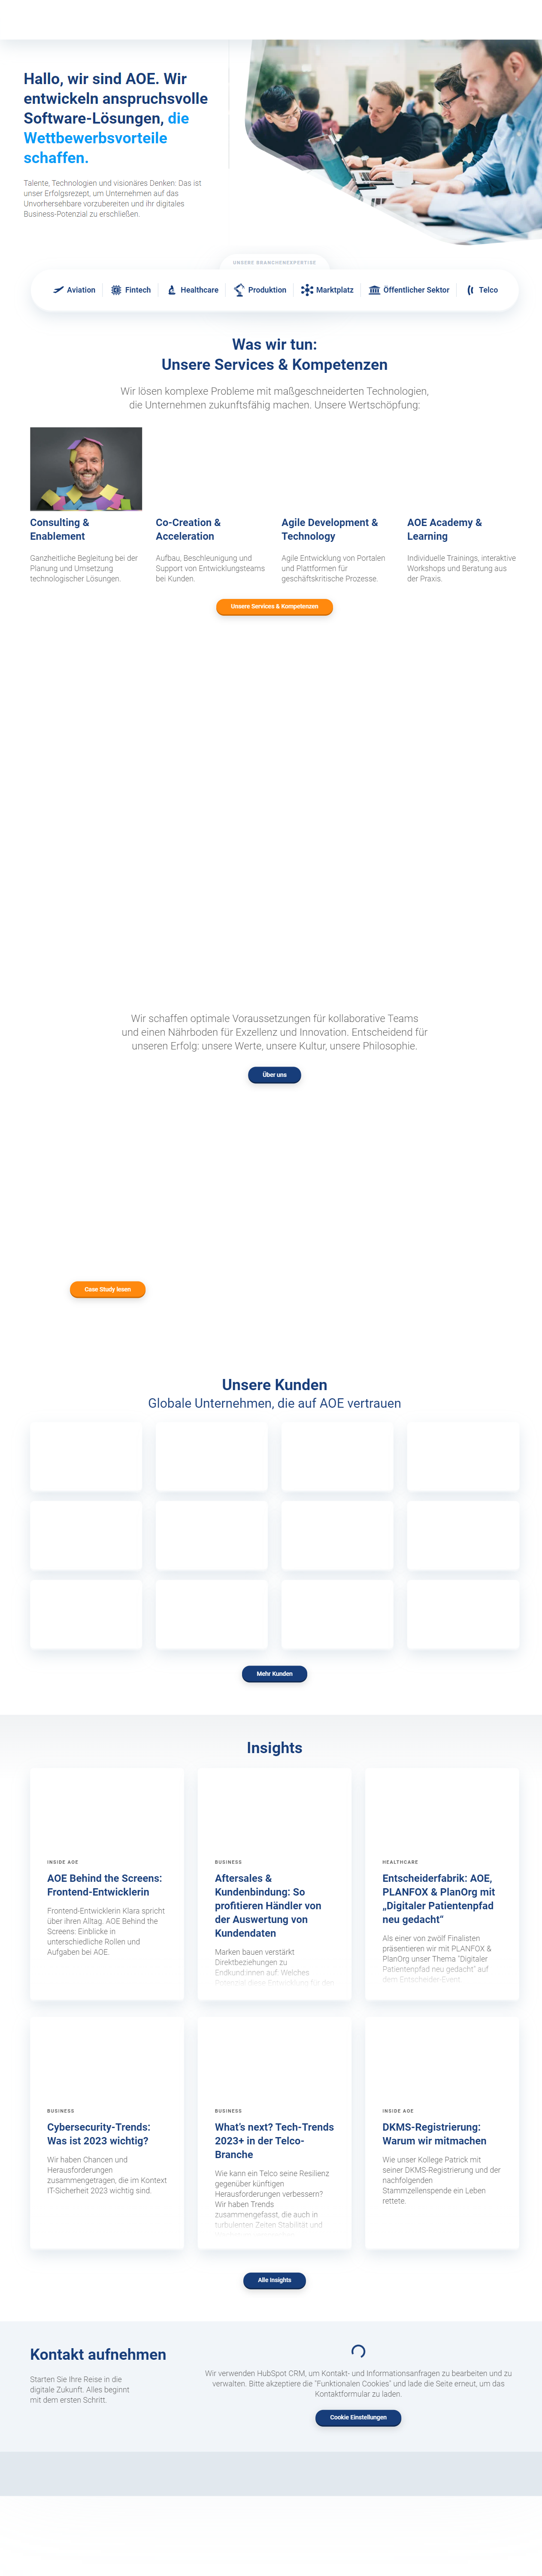 Hallo, wir sind AOE. Wir
entwickeln anspruchsvolle
Software-Lösungen, die
Wettbewerbsvorteile
schaffen.
Talente, Technologien und visionäres Denken: Das ist
unser Erfolgsrezept, um Unternehmen auf das
Unvorhersehbare vorzubereiten und ihr digitales
Business-Potenzial zu erschließen.
UNSERE BRANCHENEXPERTISE
Aviation
Fintech
Healthcare
Produktion
Marktplatz
Öffentlicher Sektor
Telco
Was wir tun:
Unsere Services & Kompetenzen
Wir lösen komplexe Probleme mit maßgeschneiderten Technologien,
die Unternehmen zukunftsfähig machen. Unsere Wertschöpfung:
Consulting &
Enablement
Ganzheitliche Begleitung bei der
Planung und Umsetzung
technologischer Lösungen.
Co-Creation &
Acceleration
Aufbau, Beschleunigung und
Support von Entwicklungsteams
bei Kunden.
Agile Development &
Technology
Agile Entwicklung von Portalen
und Plattformen für
geschäftskritische Prozesse.
AOE Academy &
Learning
Individuelle Trainings, interaktive
Workshops und Beratung aus
der Praxis.
Unsere Services & Kompetenzen
Wir schaffen optimale Voraussetzungen für kollaborative Teams
und einen Nährboden für Exzellenz und Innovation. Entscheidend für
unseren Erfolg: unsere Werte, unsere Kultur, unsere Philosophie.
Über uns
Case Study lesen
Unsere Kunden
Globale Unternehmen, die auf AOE vertrauen
Mehr Kunden
Insights
INSIDE AOE
AOE Behind the Screens:
Frontend-Entwicklerin
Frontend-Entwicklerin Klara spricht
über ihren Alltag. AOE Behind the
Screens: Einblicke in
unterschiedliche Rollen und
Aufgaben bei AOE.
BUSINESS
Aftersales &
Kundenbindung: So
profitieren Händler von
der Auswertung von
Kundendaten
Marken bauen verstärkt
Direktbeziehungen zu
Endkund:innen auf. Welches
HEALTHCARE
Entscheiderfabrik: AOE,
PLANFOX & PlanOrg mit
„Digitaler Patientenpfad
neu gedacht“
Als einer von zwölf Finalisten
präsentieren wir mit PLANFOX &
PlanOrg unser Thema "Digitaler
Patientenpfad neu gedacht" auf
dem Entscheider-Event.
BUSINESS
Cybersecurity-Trends:
Was ist 2023 wichtig?
Wir haben Chancen und
Herausforderungen
zusammengetragen, die im Kontext
IT-Sicherheit 2023 wichtig sind.
BUSINESS
What’s next? Tech-Trends
2023+ in der Telco-
Branche
Wie kann ein Telco seine Resilienz
gegenüber künftigen
Herausforderungen verbessern?
Wir haben Trends
zusammengefasst, die auch in
turbulenten Zeiten Stabilität und
INSIDE AOE
DKMS-Registrierung:
Warum wir mitmachen
Wie unser Kollege Patrick mit
seiner DKMS-Registrierung und der
nachfolgenden
Stammzellenspende ein Leben
rettete.
Alle Insights
Kontakt aufnehmen
Starten Sie Ihre Reise in die
digitale Zukunft. Alles beginnt
mit dem ersten Schritt.
Wir verwenden HubSpot CRM, um Kontakt- und Informationsanfragen zu bearbeiten und zu
verwalten. Bitte akzeptiere die "Funktionalen Cookies" und lade die Seite erneut, um das
Kontaktformular zu laden.
Cookie Einstellungen